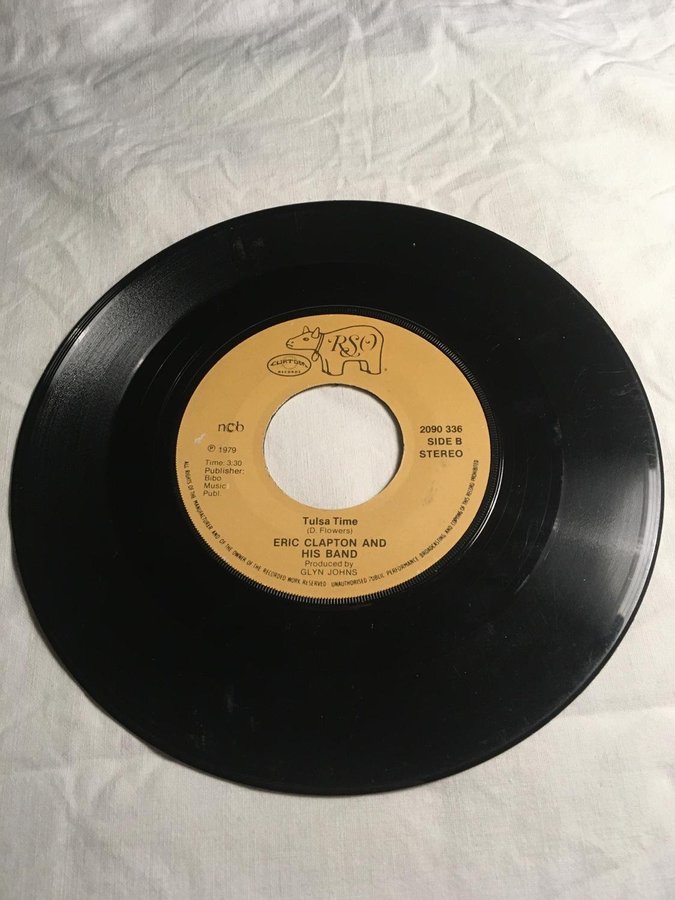 RSO
CURTOM
RECORDS
ncb
℗ 1979
Time: 3:30
Publisher:
Bibo
Music
Publ.
2090 336
SIDE B
STEREO
Tulsa Time
(D. Flowers)
ERIC CLAPTON AND
HIS BAND
Produced by
GLYN JOHNS
ALL RIGHTS OF THE MANUFACTURER AND OF THE OWNER OF THE RECORDED WORK RESERVED UNAUTHORISED PUBLIC PERFORMANCE BROADCASTING AND COPYING OF THIS RECORD PROHIBITED